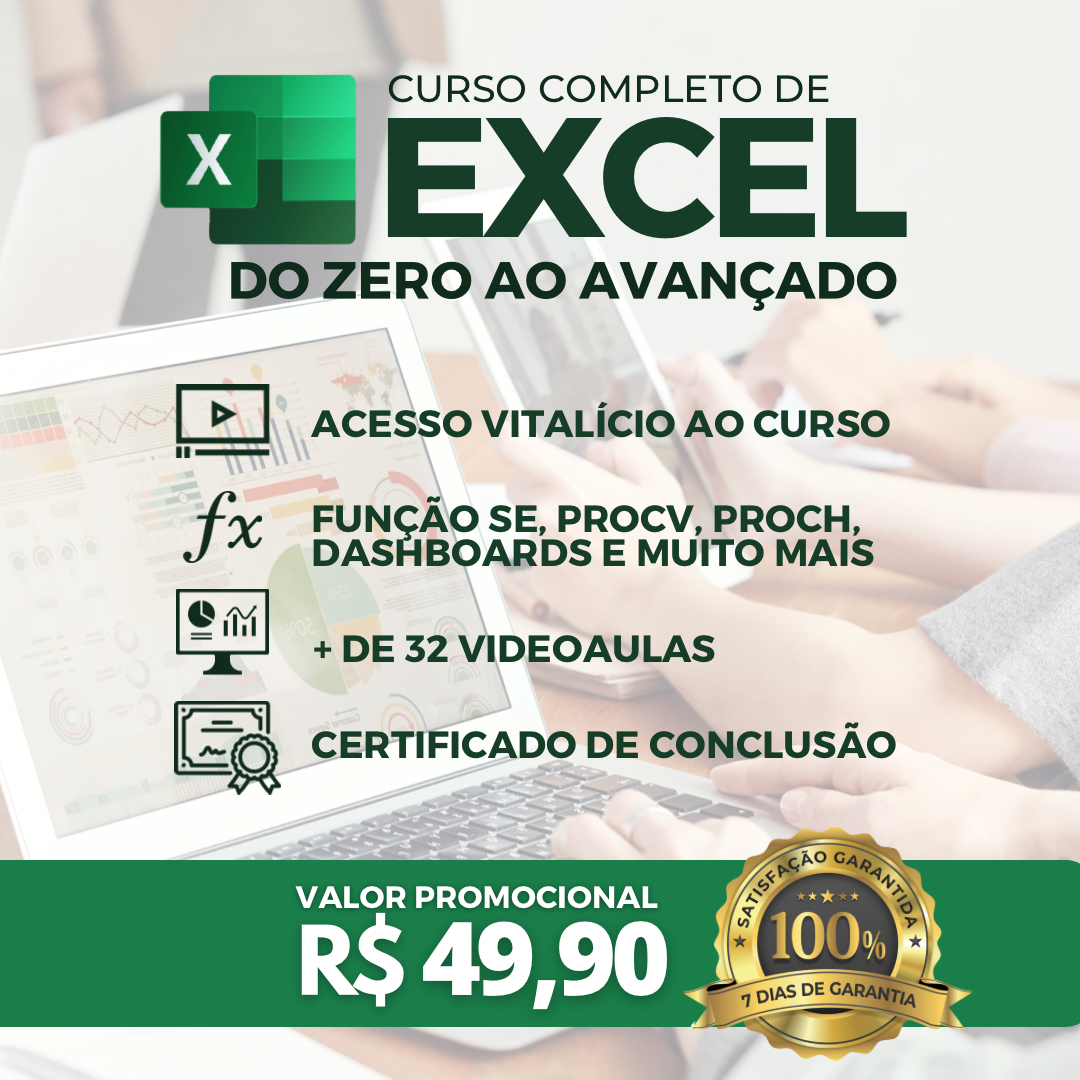 X
CURSO COMPLETO DE
EXCEL
DO ZERO AO AVANÇADO
ACESSO VITALÍCIO AO CURSO
fx
FUNÇÃO SE, PROCV, PROCH,
DASHBOARDS E MUITO MAIS
+ DE 32 VIDEOAULAS
CERTIFICADO DE CONCLUSÃO
VALOR PROMOCIONAL
R$ 49,90
SATISFAÇÃO GARANTIDA
100%
7 DIAS DE GARANTIA